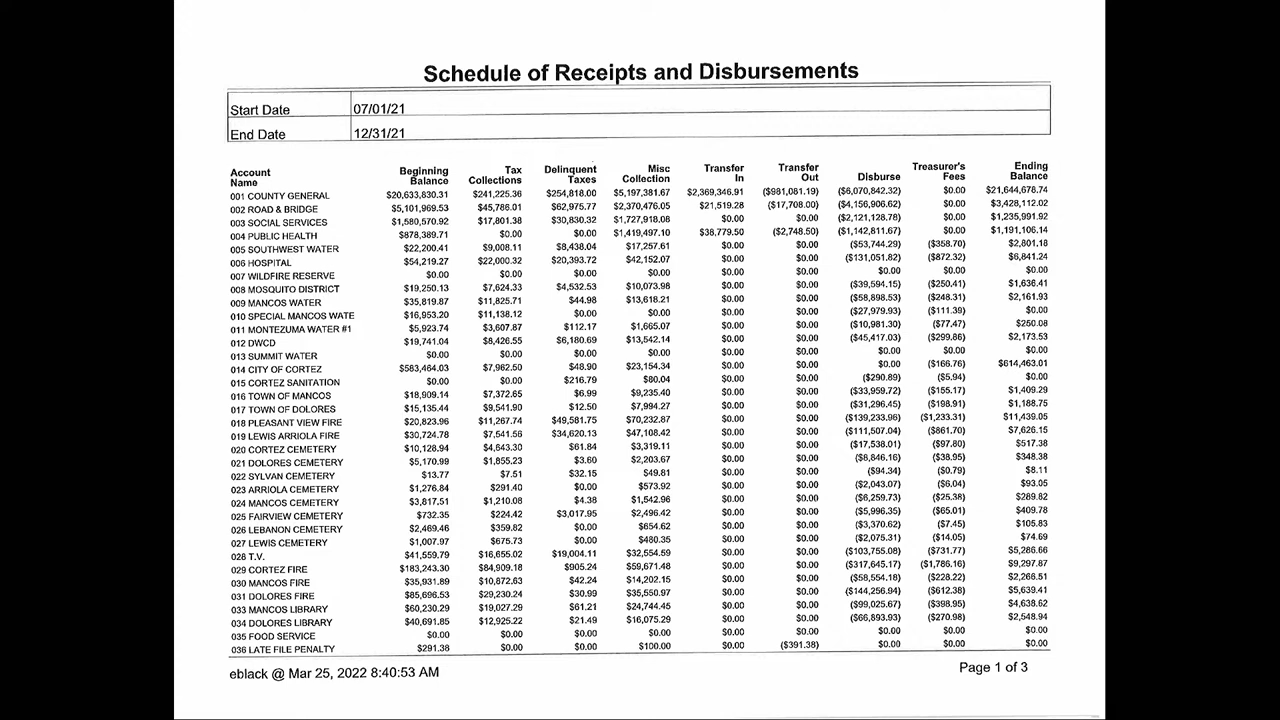 Schedule of Receipts and Disbursements
Start Date 07/01/21
End Date 12/31/21
Account Name Beginning Balance Tax Collections Delinquent Taxes Misc Collection Transfer In Transfer Out Disburse Treasurer's Fees Ending Balance
001 COUNTY GENERAL $20,633,830.31 $241,225.36 $254,818.00 $5,197,381.67 $2,369,346.91 ($981,081.19) ($6,070,842.32) $0.00 $21,644,678.74
002 ROAD & BRIDGE $5,101,969.53 $45,786.01 $62,975.77 $2,370,476.05 $21,519.28 ($17,708.00) ($4,156,906.62) $0.00 $3,428,112.02
003 SOCIAL SERVICES $1,580,570.92 $17,801.38 $30,830.32 $1,727,918.08 $0.00 $0.00 ($2,121,128.78) $0.00 $1,235,991.92
004 PUBLIC HEALTH $878,389.71 $0.00 $0.00 $1,419,497.10 $38,779.50 ($2,748.50) ($1,142,811.67) $0.00 $1,191,106.14
005 SOUTHWEST WATER $22,200.41 $9,008.11 $8,438.04 $17,257.61 $0.00 $0.00 ($53,744.29) ($358.70) $2,801.18
006 HOSPITAL $54,219.27 $22,000.32 $20,393.72 $42,152.07 $0.00 $0.00 ($131,051.82) ($872.32) $6,841.24
007 WILDFIRE RESERVE $0.00 $0.00 $0.00 $0.00 $0.00 $0.00 $0.00 $0.00 $0.00
008 MOSQUITO DISTRICT $19,250.13 $7,624.33 $4,532.53 $10,073.98 $0.00 $0.00 ($39,594.15) ($250.41) $1,636.41
009 MANCOS WATER $35,819.87 $11,825.71 $44.98 $13,618.21 $0.00 $0.00 ($58,898.53) ($248.31) $2,161.93
010 SPECIAL MANCOS WATE $16,953.20 $11,138.12 $0.00 $0.00 $0.00 $0.00 ($27,979.93) ($111.39) $0.00
011 MONTEZUMA WATER #1 $5,923.74 $3,607.87 $112.17 $1,665.07 $0.00 $0.00 ($10,981.30) ($77.47) $250.08
012 DWCD $19,741.04 $8,426.55 $6,180.69 $13,542.14 $0.00 $0.00 ($45,417.03) ($299.86) $2,173.53
013 SUMMIT WATER $0.00 $0.00 $0.00 $0.00 $0.00 $0.00 $0.00 $0.00 $0.00
014 CITY OF CORTEZ $583,464.03 $7,962.50 $48.90 $23,154.34 $0.00 $0.00 $0.00 ($166.76) $614,463.01
015 CORTEZ SANITATION $0.00 $0.00 $216.79 $80.04 $0.00 $0.00 ($290.89) ($5.94) $0.00
016 TOWN OF MANCOS $18,909.14 $7,372.65 $6.99 $9,235.40 $0.00 $0.00 ($33,959.72) ($155.17) $1,409.29
017 TOWN OF DOLORES $15,135.44 $9,541.90 $12.50 $7,994.27 $0.00 $0.00 ($31,296.45) ($198.91) $1,188.75
018 PLEASANT VIEW FIRE $20,823.96 $11,267.74 $49,581.75 $70,232.87 $0.00 $0.00 ($139,233.96) ($1,233.31) $11,439.05
019 LEWIS ARRIOLA FIRE $30,724.78 $7,541.56 $34,620.13 $47,108.42 $0.00 $0.00 ($111,507.04) ($861.70) $7,626.15
020 CORTEZ CEMETERY $10,128.94 $4,643.30 $61.84 $3,319.11 $0.00 $0.00 ($17,538.01) ($97.80) $517.38
021 DOLORES CEMETERY $5,170.99 $1,855.23 $3.60 $2,203.67 $0.00 $0.00 ($8,846.16) ($38.95) $348.38
022 SYLVAN CEMETERY $13.77 $7.51 $32.15 $49.81 $0.00 $0.00 ($94.34) ($0.79) $8.11
023 ARRIOLA CEMETERY $1,276.84 $291.40 $0.00 $573.92 $0.00 $0.00 ($2,043.07) ($6.04) $93.05
024 MANCOS CEMETERY $3,817.51 $1,210.08 $4.38 $1,542.96 $0.00 $0.00 ($6,259.73) ($25.38) $289.82
025 FAIRVIEW CEMETERY $732.35 $224.42 $3,017.95 $2,496.42 $0.00 $0.00 ($5,996.35) ($65.01) $409.78
026 LEBANON CEMETERY $2,469.46 $359.82 $0.00 $654.62 $0.00 $0.00 ($3,370.62) ($7.45) $105.83
027 LEWIS CEMETERY $1,007.97 $675.73 $0.00 $480.35 $0.00 $0.00 ($2,075.31) ($14.05) $74.69
028 T.V. $41,559.79 $16,655.02 $19,004.11 $32,554.59 $0.00 $0.00 ($103,755.08) ($731.77) $5,286.66
029 CORTEZ FIRE $183,243.30 $84,909.18 $905.24 $59,671.48 $0.00 $0.00 ($317,645.17) ($1,786.16) $9,297.87
030 MANCOS FIRE $35,931.89 $10,872.63 $42.24 $14,202.15 $0.00 $0.00 ($58,554.18) ($228.22) $2,266.51
031 DOLORES FIRE $85,696.53 $29,230.24 $30.99 $35,550.97 $0.00 $0.00 ($144,256.94) ($612.38) $5,639.41
033 MANCOS LIBRARY $60,230.29 $19,027.29 $61.21 $24,744.45 $0.00 $0.00 ($99,025.67) ($398.95) $4,638.62
034 DOLORES LIBRARY $40,691.85 $12,925.22 $21.49 $16,075.29 $0.00 $0.00 ($66,893.93) ($270.98) $2,548.94
035 FOOD SERVICE $0.00 $0.00 $0.00 $0.00 $0.00 $0.00 $0.00 $0.00 $0.00
036 LATE FILE PENALTY $291.38 $0.00 $0.00 $100.00 $0.00 ($391.38) $0.00 $0.00 $0.00
eblack @ Mar 25, 2022 8:40:53 AM Page 1 of 3